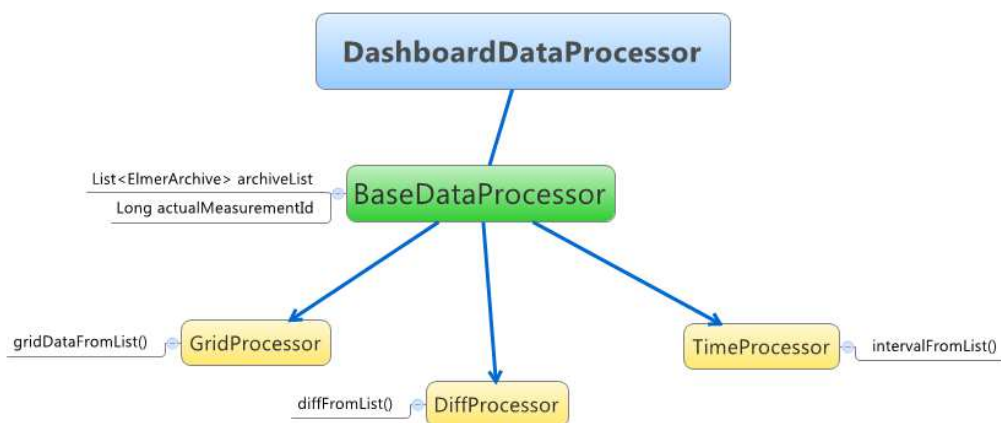 DashboardDataProcessor
List<ElmerArchive> archiveList
Long actualMeasurementId
BaseDataProcessor
gridDataFromList()
GridProcessor
TimeProcessor
intervalFromList()
diffFromList()
DiffProcessor